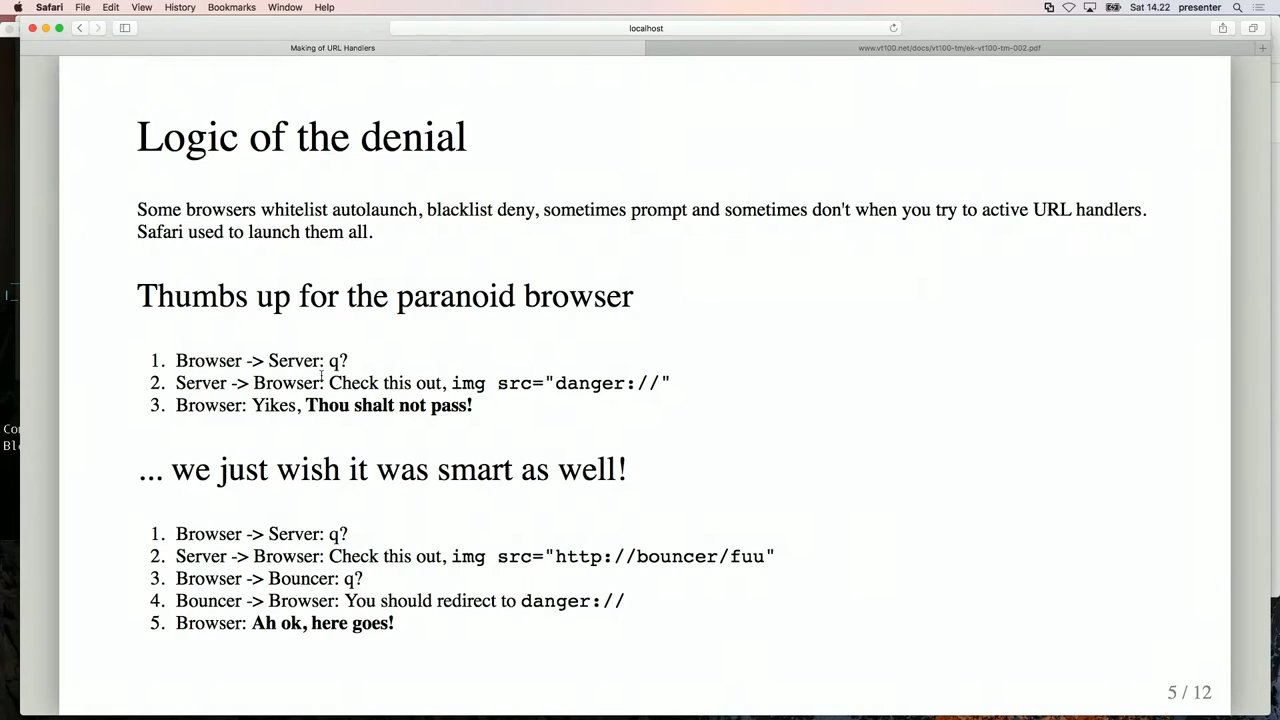 Safari File Edit View History Bookmarks Window Help Sat 14.22 presenter
localhost
Making of URL Handlers www.vt100.net/docs/vt100-tm/ek-vt100-tm-002.pdf
Logic of the denial
Some browsers whitelist autolaunch, blacklist deny, sometimes prompt and sometimes don't when you try to active URL handlers.
Safari used to launch them all.
Thumbs up for the paranoid browser
1. Browser -> Server: q?
2. Server -> Browser: Check this out, img src="danger://"
3. Browser: Yikes, Thou shalt not pass!
... we just wish it was smart as well!
1. Browser -> Server: q?
2. Server -> Browser: Check this out, img src="http://bouncer/fuu"
3. Browser -> Bouncer: q?
4. Bouncer -> Browser: You should redirect to danger://
5. Browser: Ah ok, here goes!
5 / 12